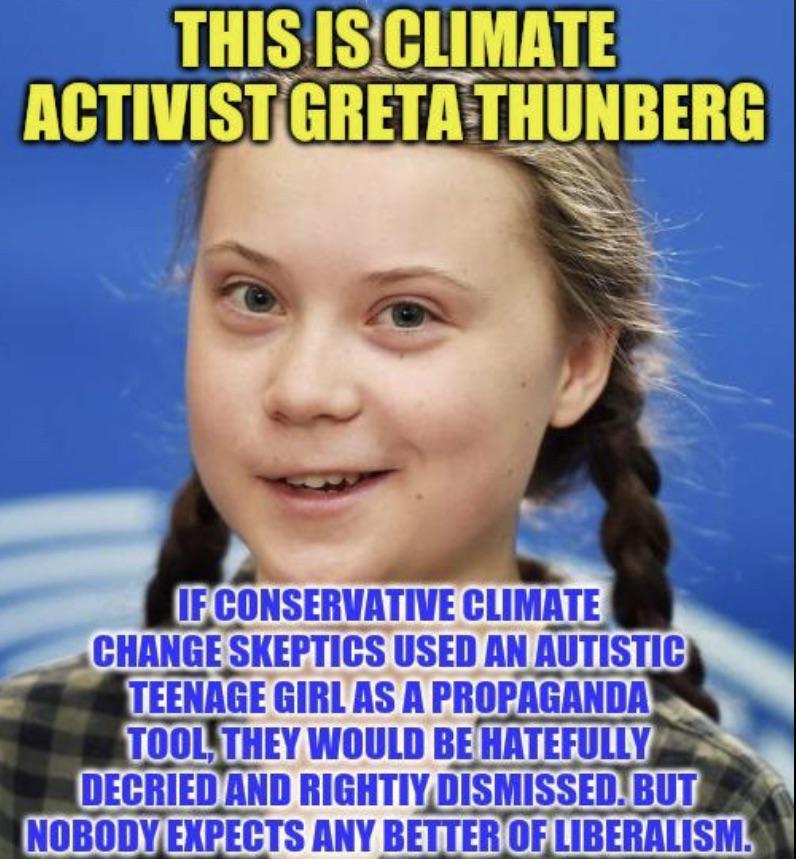 THIS IS CLIMATE
ACTIVIST GRETA THUNBERG
IF CONSERVATIVE CLIMATE
CHANGE SKEPTICS USED AN AUTISTIC
TEENAGE GIRL AS A PROPAGANDA
TOOL, THEY WOULD BE HATEFULLY
DECRIED AND RIGHTIY DISMISSED. BUT
NOBODY EXPECTS ANY BETTER OF LIBERALISM.